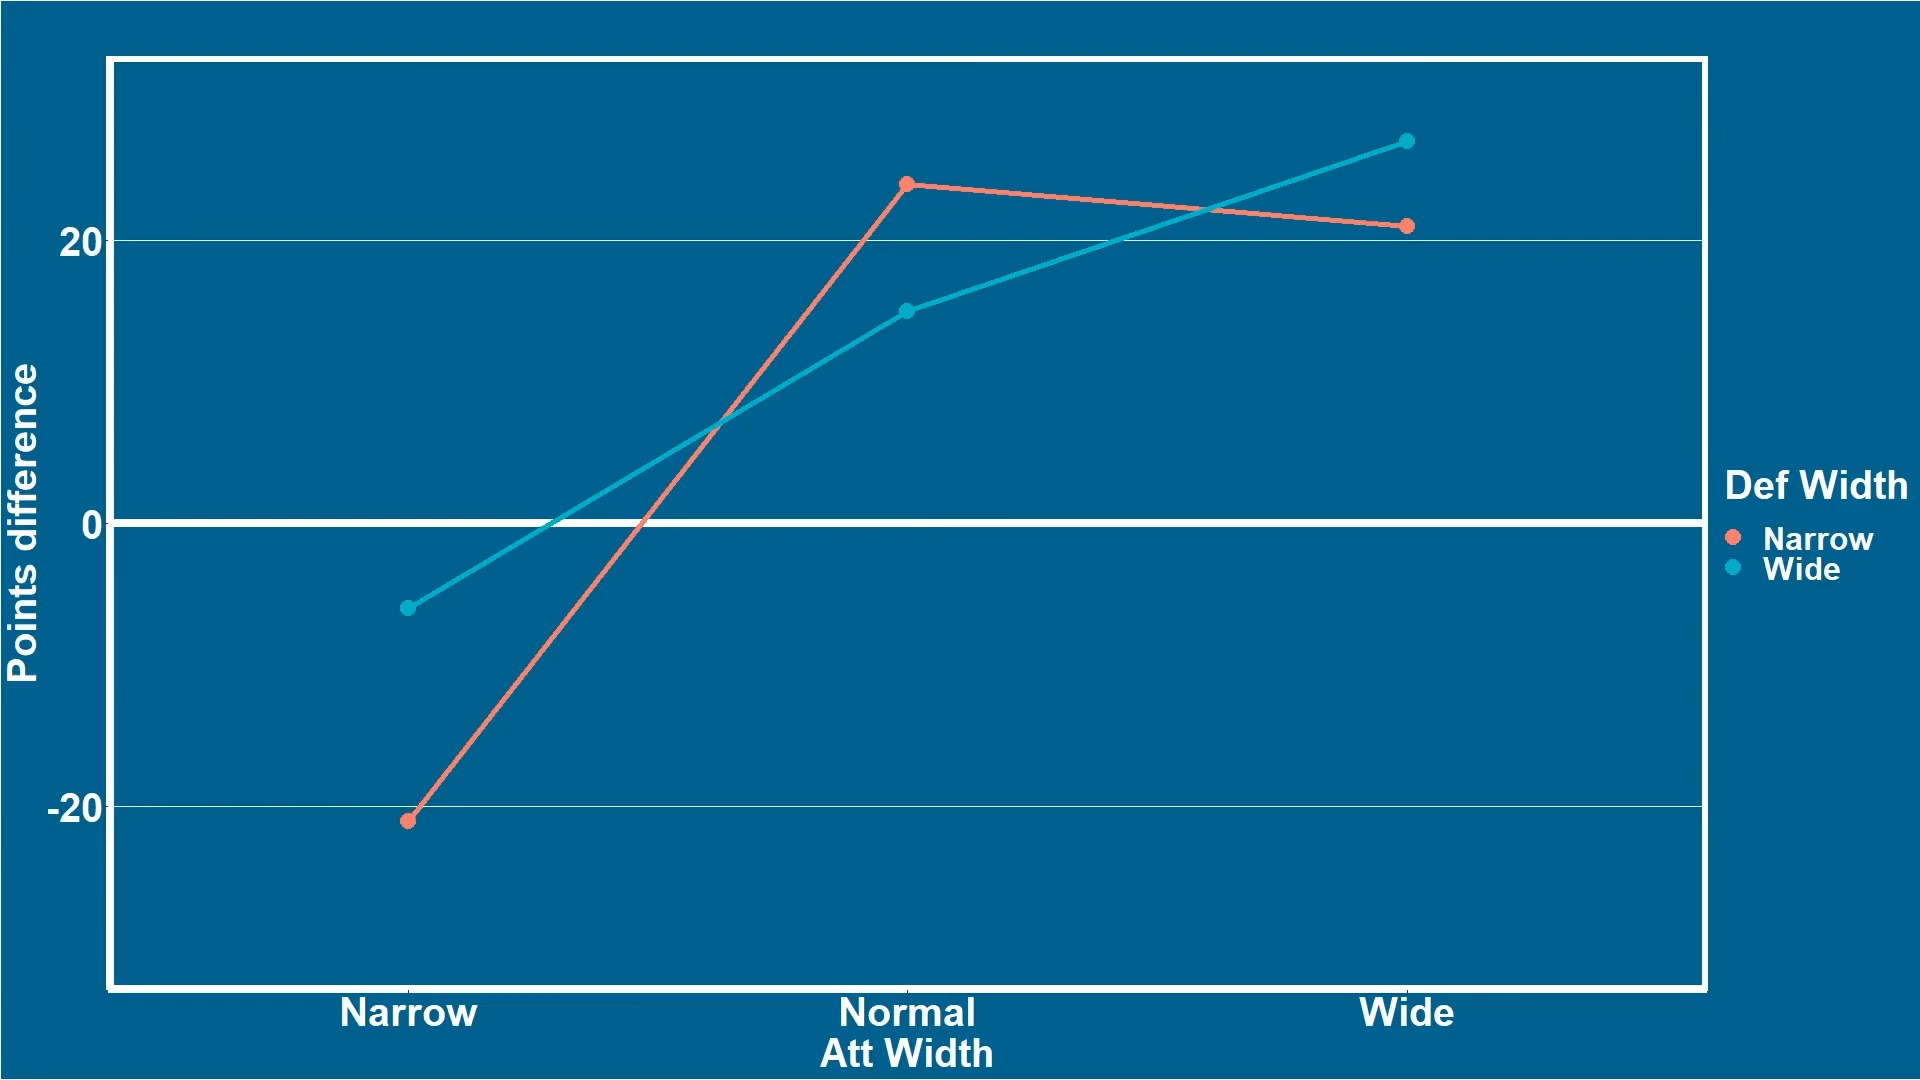 Points difference
20
0
-20
Narrow
Normal
Wide
Att Width
Def Width
Narrow
Wide